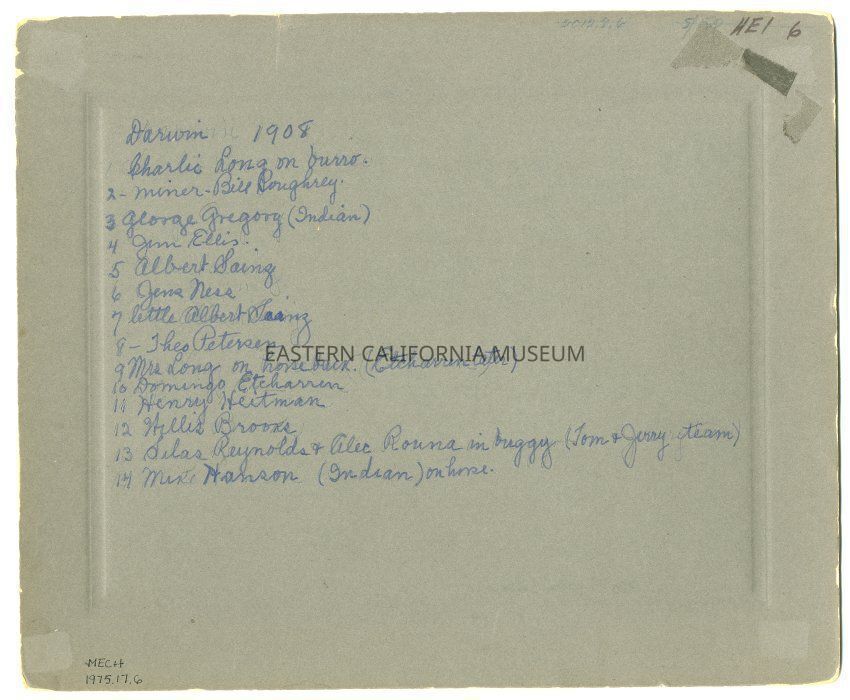 HEI 6
Darwin 1908
1 Charlie Long on burro.
2- miner-Bill Loughrey.
3 George Gregory (Indian)
4 Jim Ellis.
5 Albert Saing
6 Jens Ness
7 little Albert Saing
8- Theo Petersen
EASTERN CALIFORNIA MUSEUM
9 Mrs Long on horseback. (Etcharren
10 Domingo Etcharren
11 Henry Heitman
12 Willis Brooks
13 Silas Reynolds & Alec Rouna in buggy (Tom & Jerry team)
14 Mike Hanson (Indian) on horse.
MECH
1975.17.6